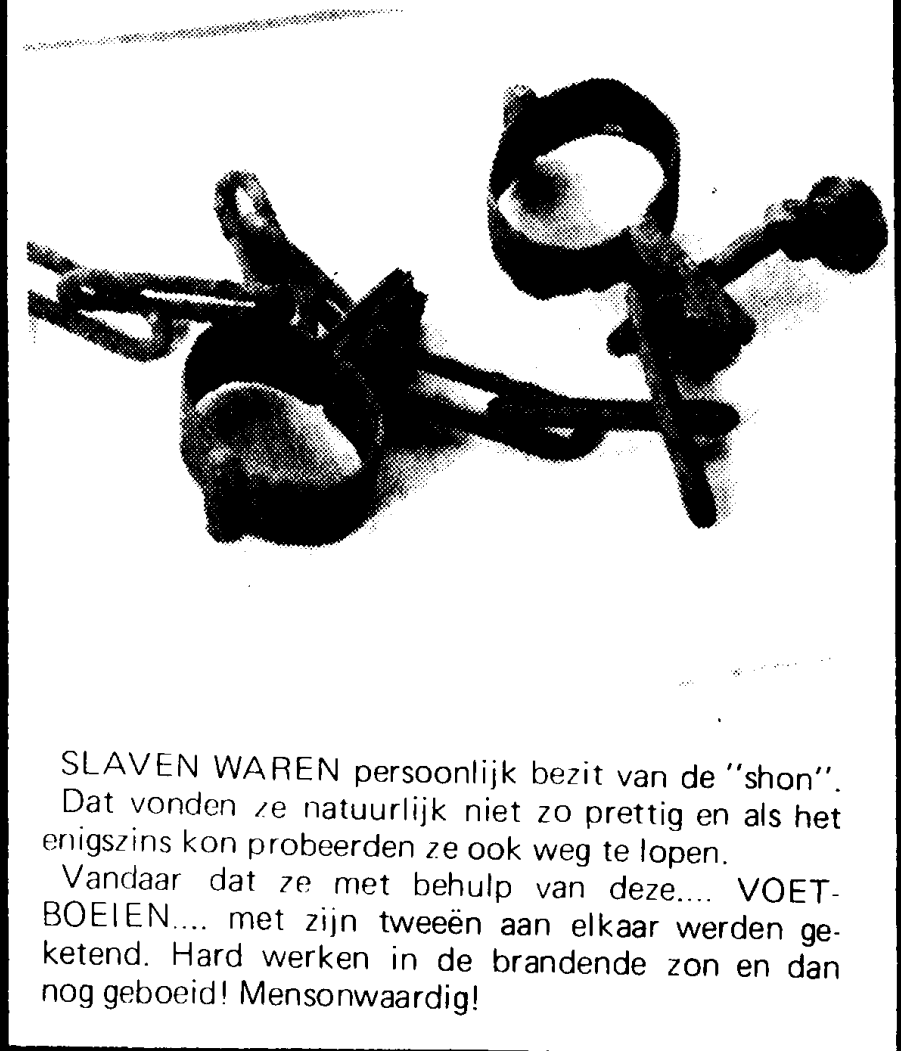 SLAVEN WAREN persoonlijk bezit van de "shon".
Dat vonden ze natuurlijk niet zo prettig en als het
enigszins kon probeerden ze ook weg te lopen.
Vandaar dat ze met behulp van deze.... VOET-
BOEIEN.... met zijn tweeën aan elkaar werden ge-
ketend. Hard werken in de brandende zon en dan
nog geboeid! Mensonwaardig!